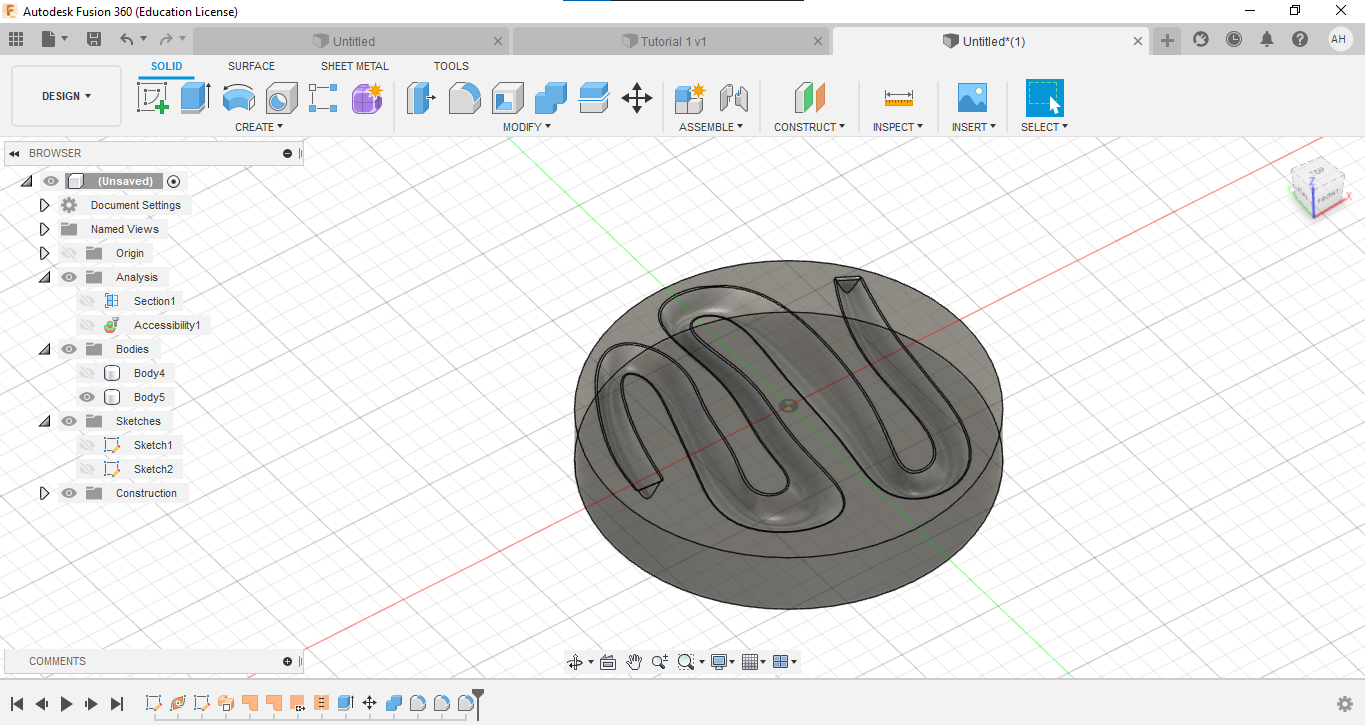 Autodesk Fusion 360 (Education License)
Untitled
Tutorial 1 v1
Untitled*(1)
AH
SOLID SURFACE SHEET METAL TOOLS
DESIGN
CREATE MODIFY ASSEMBLE CONSTRUCT INSPECT INSERT SELECT
BROWSER
(Unsaved)
Document Settings
Named Views
Origin
Analysis
Section1
Accessibility1
Bodies
Body4
Body5
Sketches
Sketch1
Sketch2
Construction
TOP
FRONT
Z
X
Y
COMMENTS